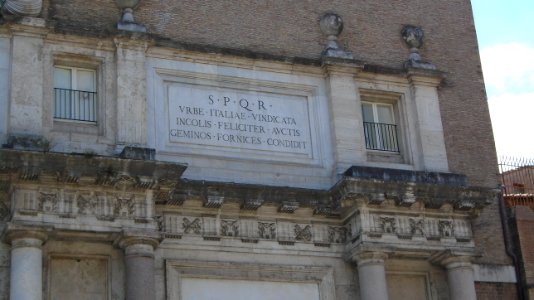 S·P·Q·R
VRBE·ITALIAE·VINDICATA
INCOLIS·FELICITER·AVCTIS
GEMINOS·FORNICES·CONDIDIT